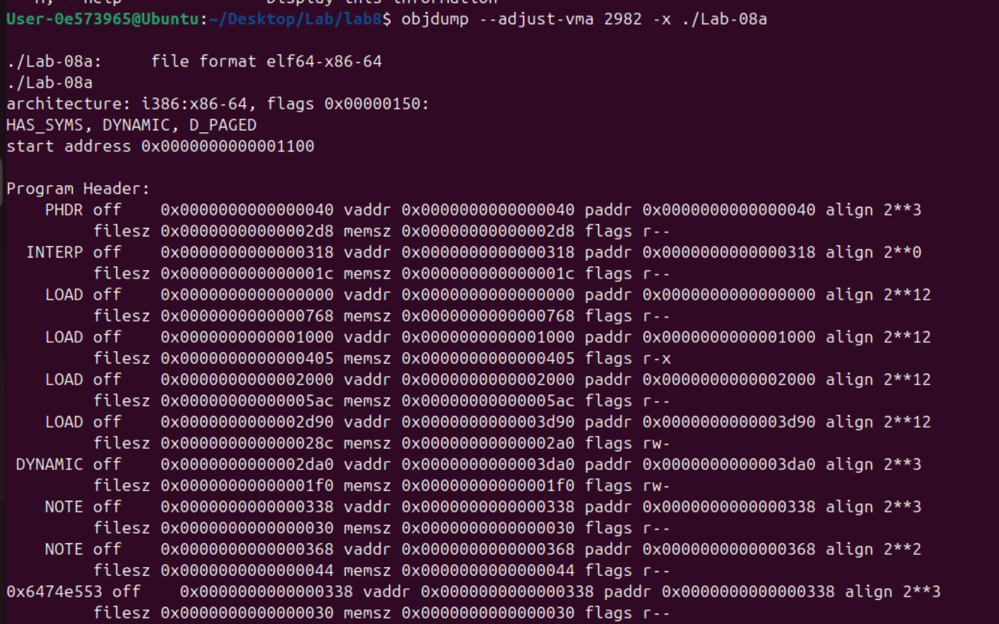 -H, --help Display this information
User-0e573965@Ubuntu:~/Desktop/Lab/lab8$ objdump --adjust-vma 2982 -x ./Lab-08a
./Lab-08a:     file format elf64-x86-64
./Lab-08a
architecture: i386:x86-64, flags 0x00000150:
HAS_SYMS, DYNAMIC, D_PAGED
start address 0x0000000000001100
Program Header:
    PHDR off    0x0000000000000040 vaddr 0x0000000000000040 paddr 0x0000000000000040 align 2**3
         filesz 0x00000000000002d8 memsz 0x00000000000002d8 flags r--
  INTERP off    0x0000000000000318 vaddr 0x0000000000000318 paddr 0x0000000000000318 align 2**0
         filesz 0x000000000000001c memsz 0x000000000000001c flags r--
    LOAD off    0x0000000000000000 vaddr 0x0000000000000000 paddr 0x0000000000000000 align 2**12
         filesz 0x0000000000000768 memsz 0x0000000000000768 flags r--
    LOAD off    0x0000000000001000 vaddr 0x0000000000001000 paddr 0x0000000000001000 align 2**12
         filesz 0x0000000000000405 memsz 0x0000000000000405 flags r-x
    LOAD off    0x0000000000002000 vaddr 0x0000000000002000 paddr 0x0000000000002000 align 2**12
         filesz 0x00000000000005ac memsz 0x00000000000005ac flags r--
    LOAD off    0x0000000000002d90 vaddr 0x0000000000003d90 paddr 0x0000000000003d90 align 2**12
         filesz 0x000000000000028c memsz 0x00000000000002a0 flags rw-
 DYNAMIC off    0x0000000000002da0 vaddr 0x0000000000003da0 paddr 0x0000000000003da0 align 2**3
         filesz 0x00000000000001f0 memsz 0x00000000000001f0 flags rw-
    NOTE off    0x0000000000000338 vaddr 0x0000000000000338 paddr 0x0000000000000338 align 2**3
         filesz 0x0000000000000030 memsz 0x0000000000000030 flags r--
    NOTE off    0x0000000000000368 vaddr 0x0000000000000368 paddr 0x0000000000000368 align 2**2
         filesz 0x0000000000000044 memsz 0x0000000000000044 flags r--
0x6474e553 off    0x0000000000000338 vaddr 0x0000000000000338 paddr 0x0000000000000338 align 2**3
         filesz 0x0000000000000030 memsz 0x0000000000000030 flags r--